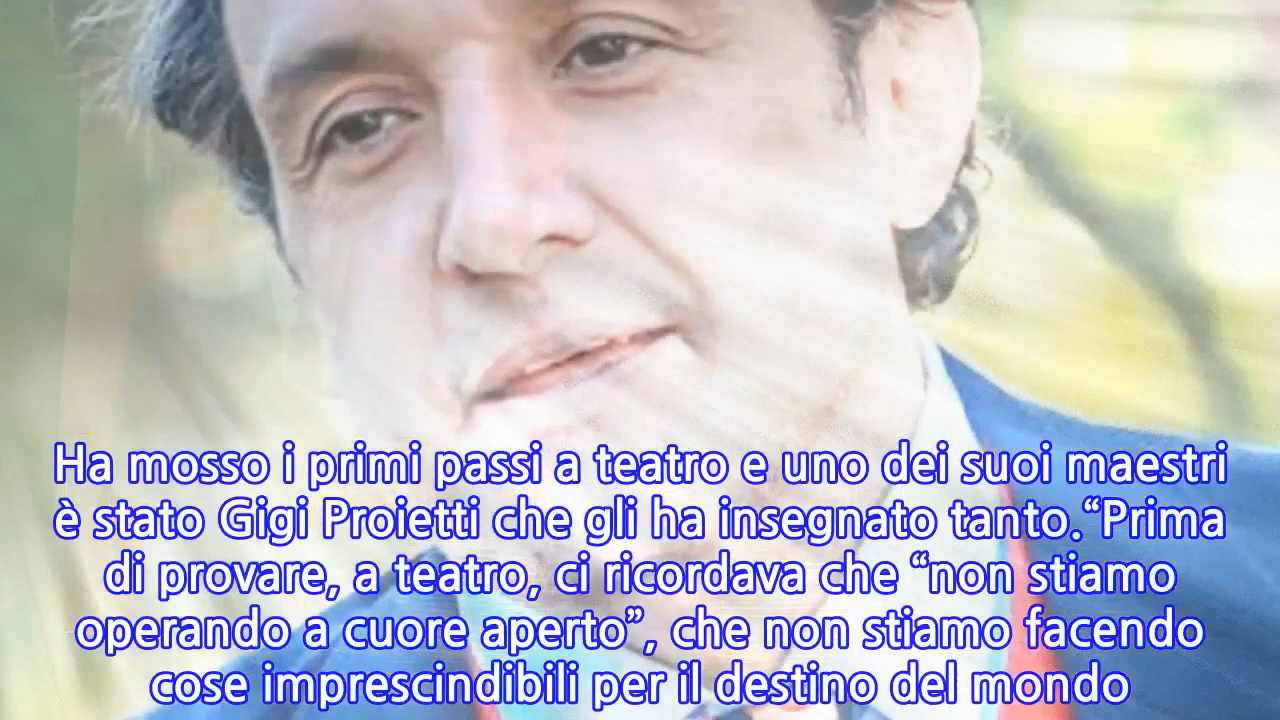 Ha mosso i primi passi a teatro e uno dei suoi maestri
è stato Gigi Proietti che gli ha insegnato tanto.“Prima
di provare, a teatro, ci ricordava che “non stiamo
operando a cuore aperto”, che non stiamo facendo
cose imprescindibili per il destino del mondo